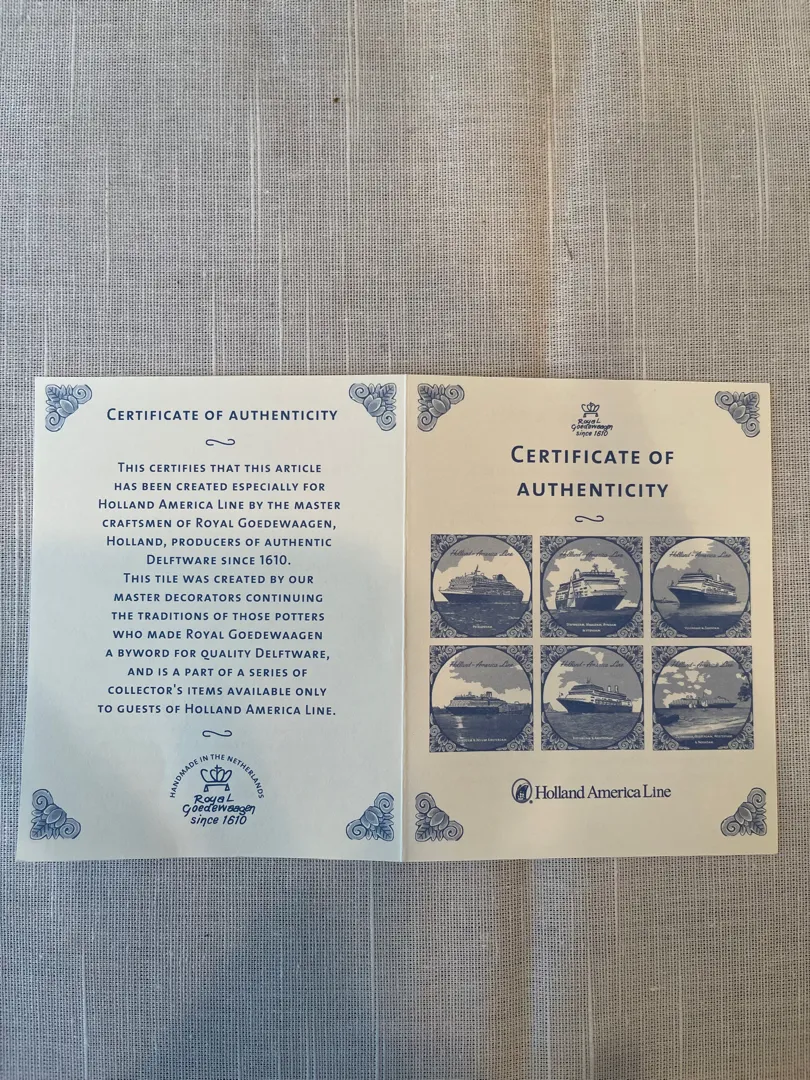 CERTIFICATE OF AUTHENTICITY
THIS CERTIFIES THAT THIS ARTICLE
HAS BEEN CREATED ESPECIALLY FOR
HOLLAND AMERICA LINE BY THE MASTER
CRAFTSMEN OF ROYAL GOEDEWAAGEN,
HOLLAND, PRODUCERS OF AUTHENTIC
DELFTWARE SINCE 1610.
THIS TILE WAS CREATED BY OUR
MASTER DECORATORS CONTINUING
THE TRADITIONS OF THOSE POTTERS
WHO MADE ROYAL GOEDEWAAGEN
A BYWORD FOR QUALITY DELFTWARE,
AND IS A PART OF A SERIES OF
COLLECTOR'S ITEMS AVAILABLE ONLY
TO GUESTS OF HOLLAND AMERICA LINE.
HANDMADE IN THE NETHERLANDS
Royal
Goedewaagen
since 1610
Royal
Goedewaagen
since 1610
CERTIFICATE OF
AUTHENTICITY
Holland-America Line
Holland-America Line
Holland-America Line
Holland-America Line
Holland-America Line
Holland-America Line
Holland America Line